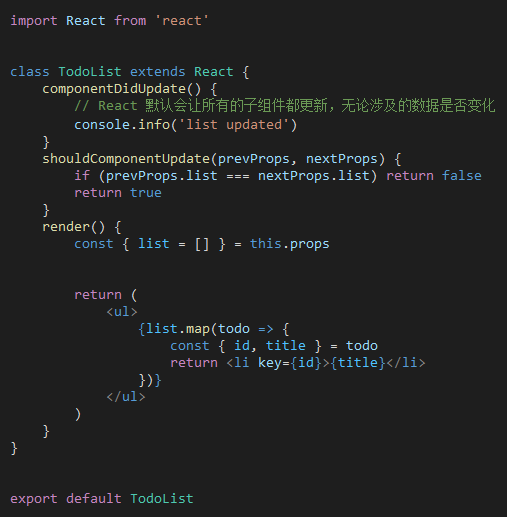 import React from 'react'
class TodoList extends React {
componentDidUpdate() {
// React 默认会让所有的子组件都更新，无论涉及的数据是否变化
console.info('list updated')
}
shouldComponentUpdate(prevProps, nextProps) {
if (prevProps.list === nextProps.list) return false
return true
}
render() {
const { list = [] } = this.props
return (
<ul>
{list.map(todo => {
const { id, title } = todo
return <li key={id}>{title}</li>
})}
</ul>
)
}
}
export default TodoList